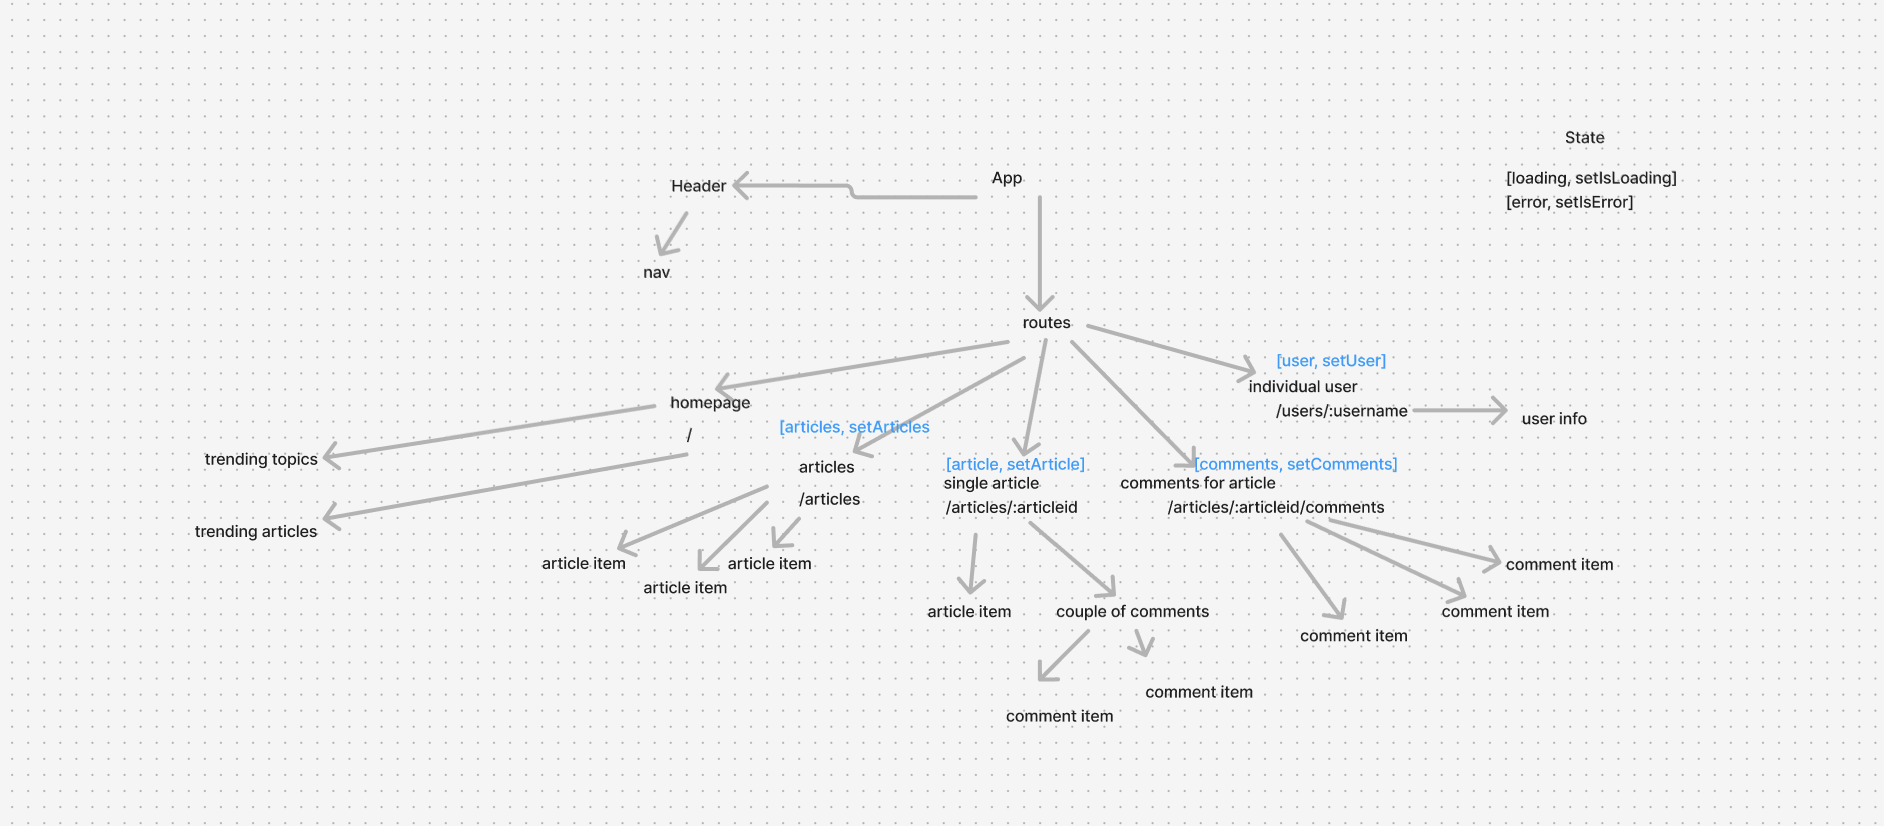 State
App
[loading, setIsLoading]
Header
[error, setIsError]
nav
routes
[user, setUser]
individual user
homepage
/users/:username
user info
[articles, setArticles
/
trending topics
articles
[article, setArticle]
[comments, setComments]
single article
comments for article
/articles
/articles/:articleid
/articles/:articleid/comments
trending articles
article item
article item
comment item
article item
article item
couple of comments
comment item
comment item
comment item
comment item